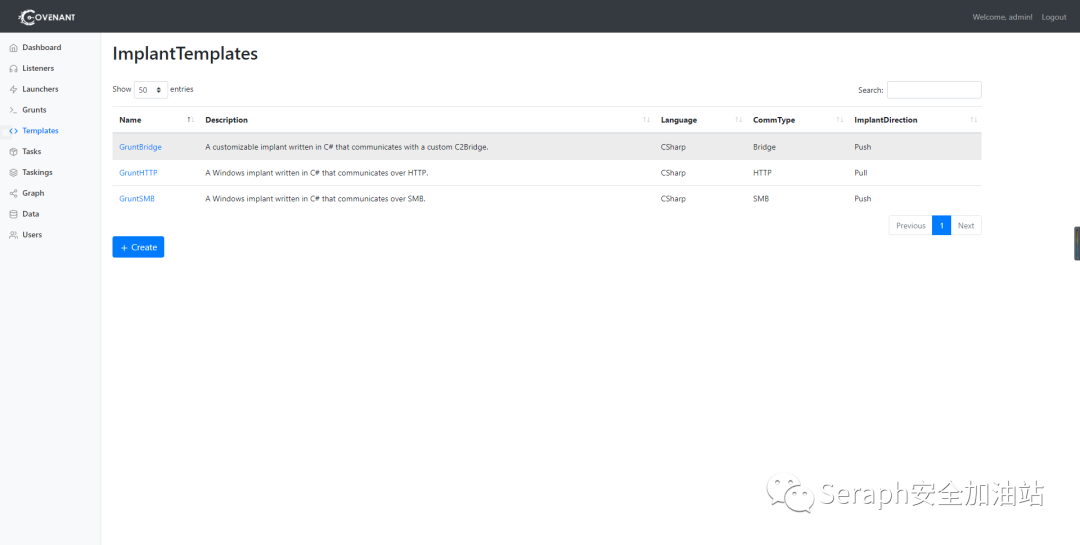 COVENANT
Welcome, admin! Logout
Dashboard
Listeners
Launchers
Grunts
Templates
Tasks
Taskings
Graph
Data
Users
ImplantTemplates
Show 50 entries
Search:
Name Description Language CommType ImplantDirection
GruntBridge A customizable implant written in C# that communicates with a custom C2Bridge. CSharp Bridge Push
GruntHTTP A Windows implant written in C# that communicates over HTTP. CSharp HTTP Pull
GruntSMB A Windows implant written in C# that communicates over SMB. CSharp SMB Push
Previous 1 Next
+ Create
Seraph安全加油站